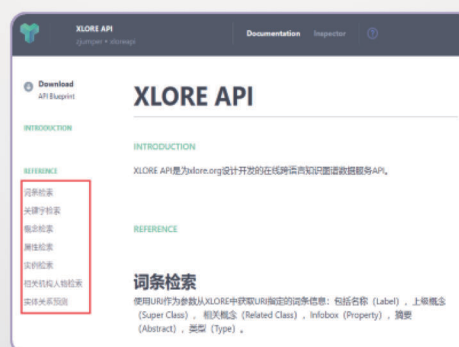 XLORE API
Documentation
Inspector
Download
API Blueprint
XLORE API
INTRODUCTION
INTRODUCTION
XLORE API是为xlore.org设计开发的在线跨语言知识图谱数据服务API。
REFERENCE
词条检索
关键字检索
概念检索
属性检索
实例检索
相关机构人物检索
实体关系预测
REFERENCE
词条检索
使用URI作为参数从XLORE中获取URI指定的词条信息：包括名称（Label），上级概念
（Super Class），相关概念（Related Class），Infobox（Property），摘要
（Abstract），类型（Type）。